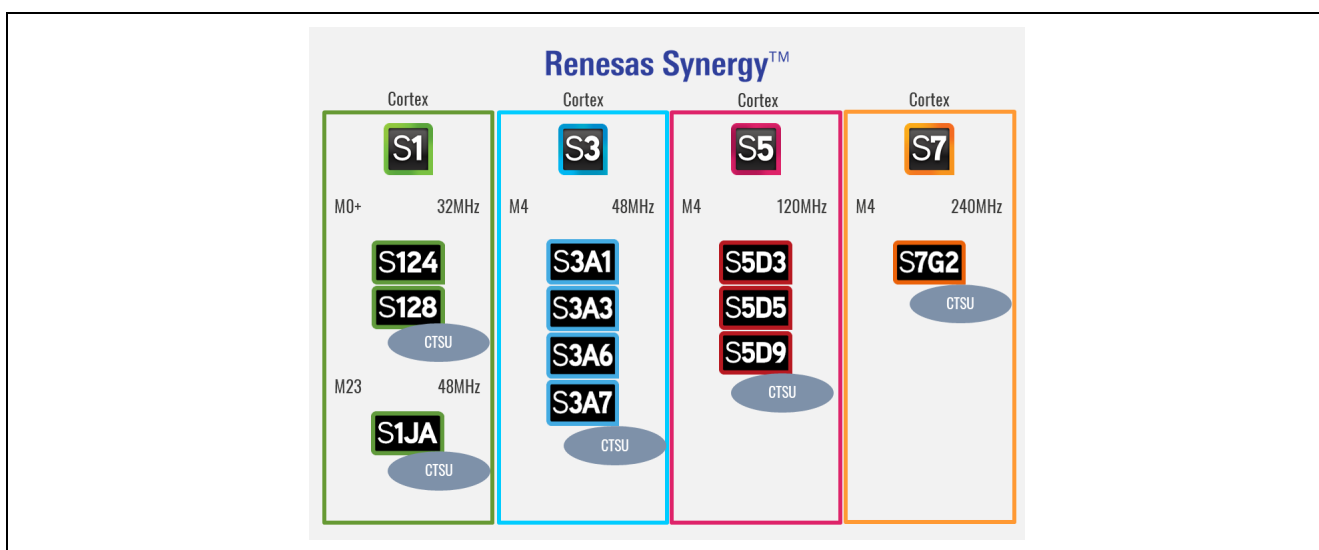 Renesas Synergy™
Cortex
S1
M0+ 32MHz
S124
S128
CTSU
M23 48MHz
S1JA
CTSU
Cortex
S3
M4 48MHz
S3A1
S3A3
S3A6
S3A7
CTSU
Cortex
S5
M4 120MHz
S5D3
S5D5
S5D9
CTSU
Cortex
S7
M4 240MHz
S7G2
CTSU